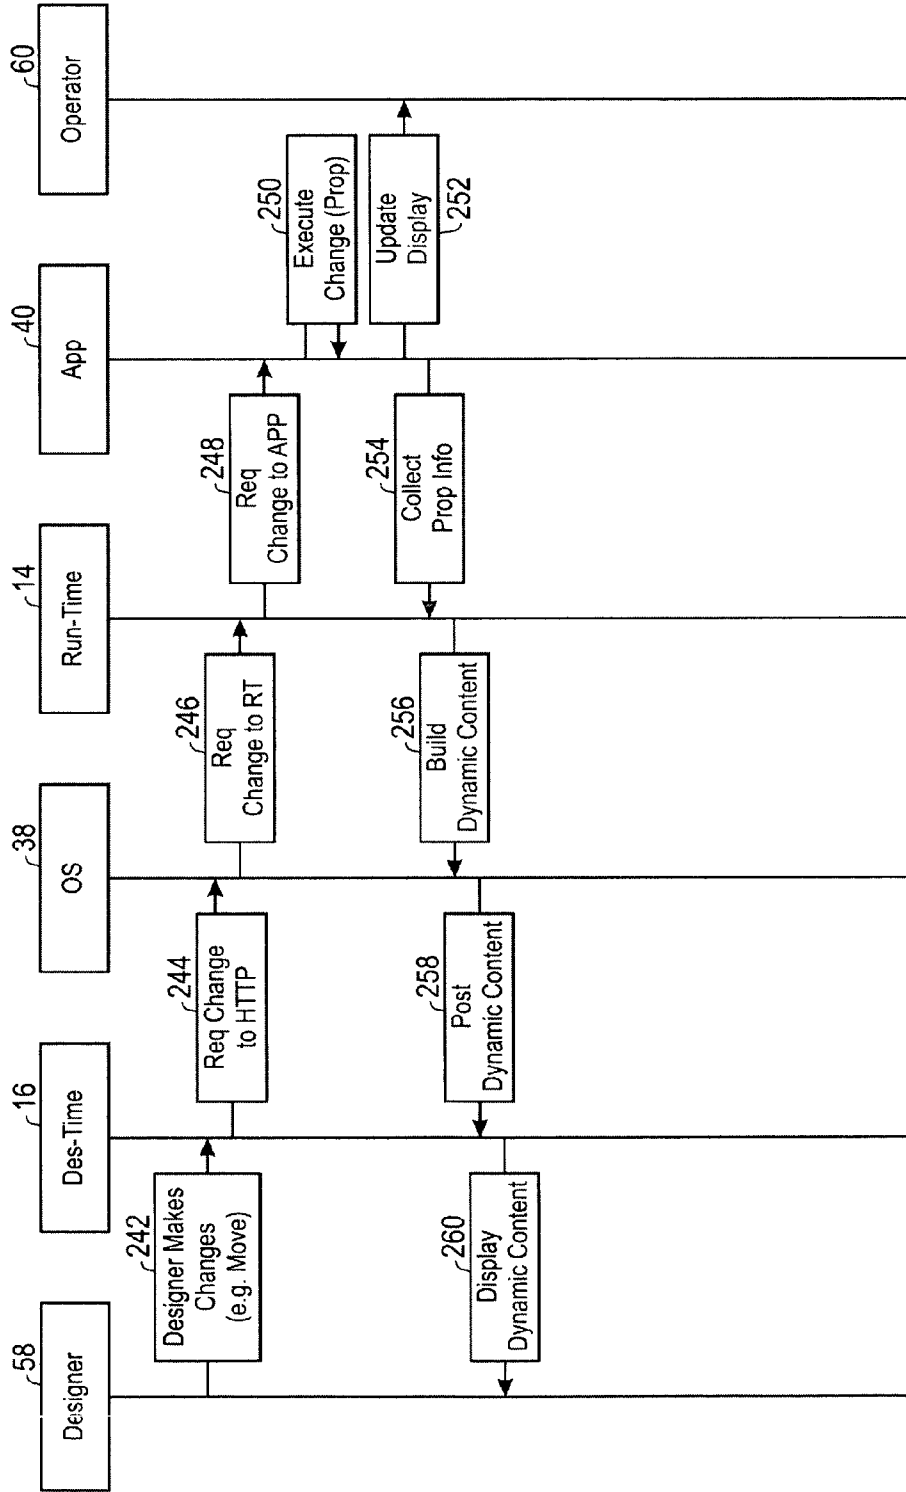 58
Designer
16
Des-Time
38
OS
14
Run-Time
40
App
60
Operator
242
Designer Makes
Changes
(e.g. Move)
244
Req Change
to HTTP
246
Req
Change to RT
248
Req
Change to APP
250
Execute
Change (Prop)
Update
Display
252
254
Collect
Prop Info
256
Build
Dynamic Content
258
Post
Dynamic Content
260
Display
Dynamic Content